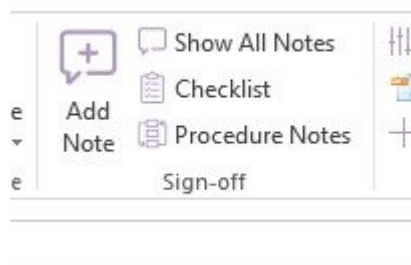 Show All Notes
Checklist
Add
Note
Procedure Notes
Sign-off